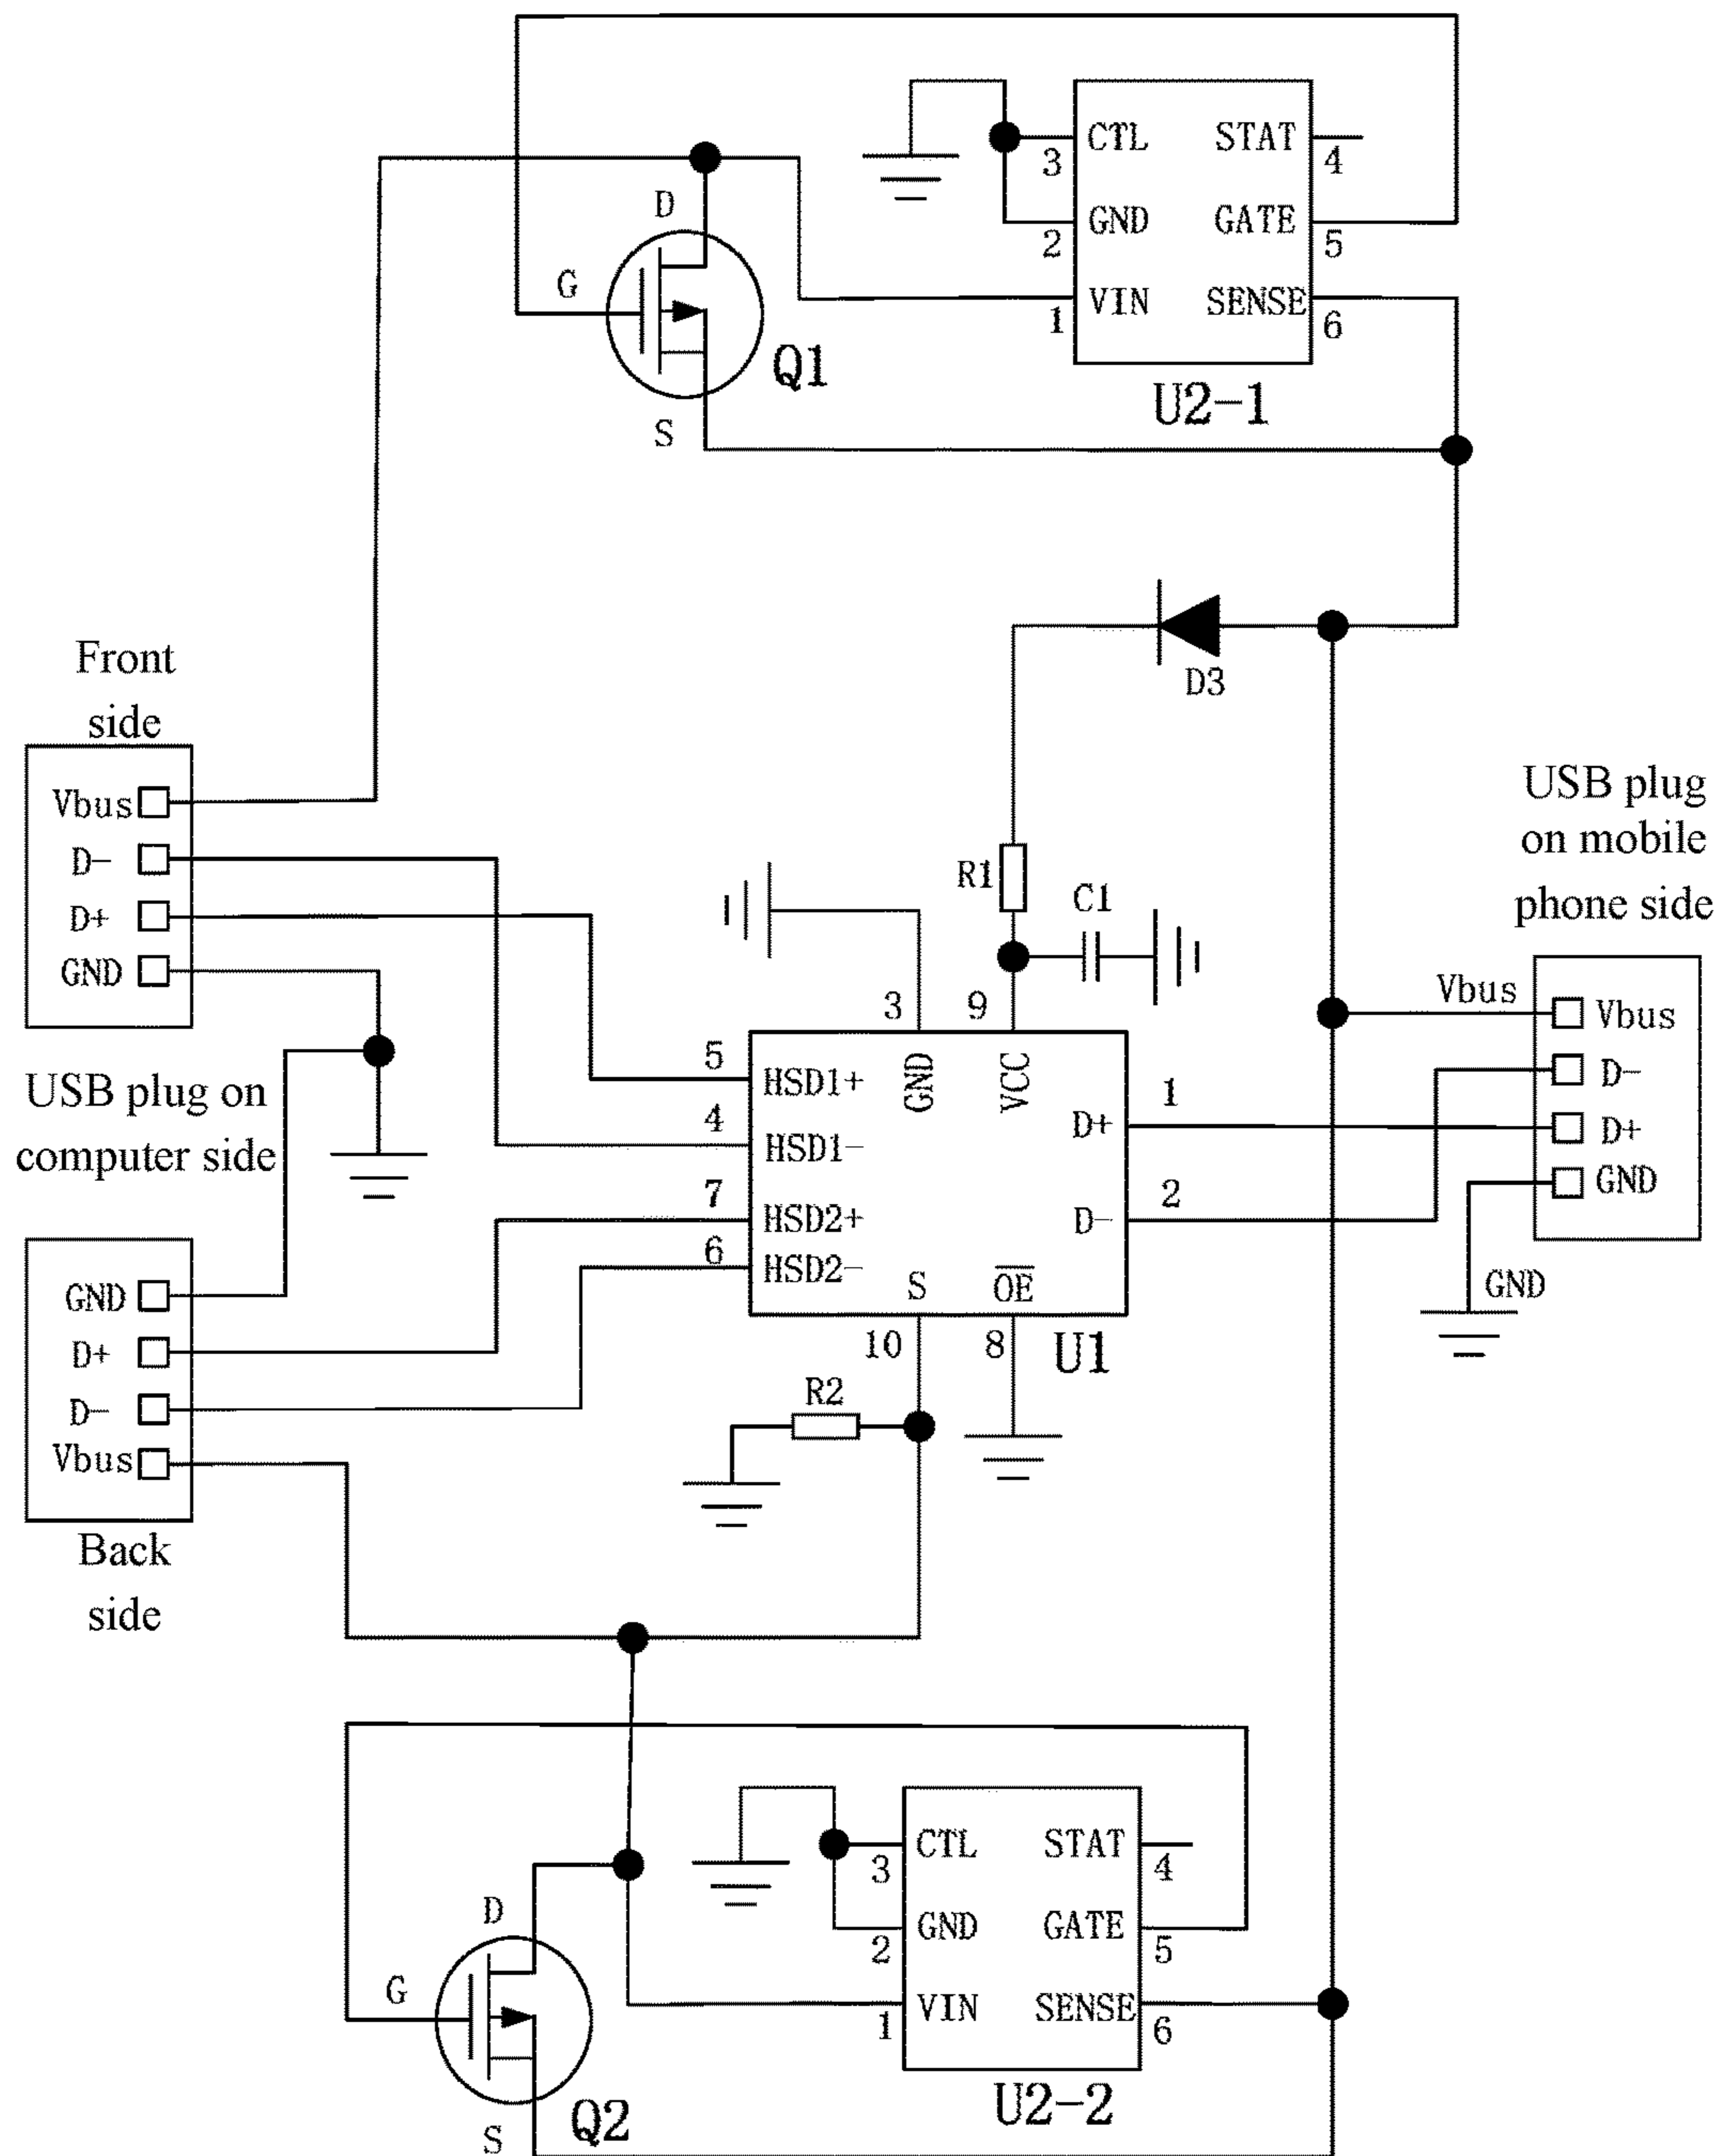 CTL
STAT
3
4
D
GND
GATE
2
5
G
VIN
SENSE
1
6
Q1
U2-1
S
D3
Front
side
Vbus
D-
D+
GND
USB plug
on mobile
phone side
R1
C1
Vbus
Vbus
D-
D+
GND
GND
3
9
5
HSD1+
GND
VCC
1
4
HSD1-
D+
7
HSD2+
2
D-
6
HSD2-
S
OE
10
8
U1
USB plug on
computer side
GND
D+
D-
Vbus
Back
side
R2
CTL
STAT
3
4
D
GND
GATE
2
5
G
VIN
SENSE
1
6
U2-2
Q2
S